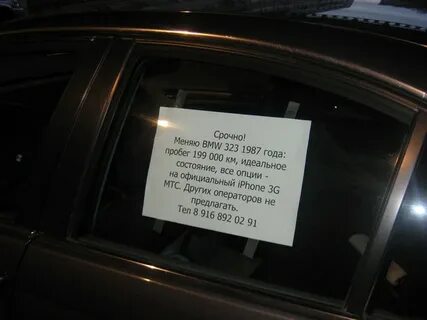 Срочно!
Меняю BMW 323 1987 года:
пробег 199 000 км, идеальное
состояние, все опции -
на официальный iPhone 3G
МТС. Других операторов не
предлагать.
Тел 8 916 892 02 91